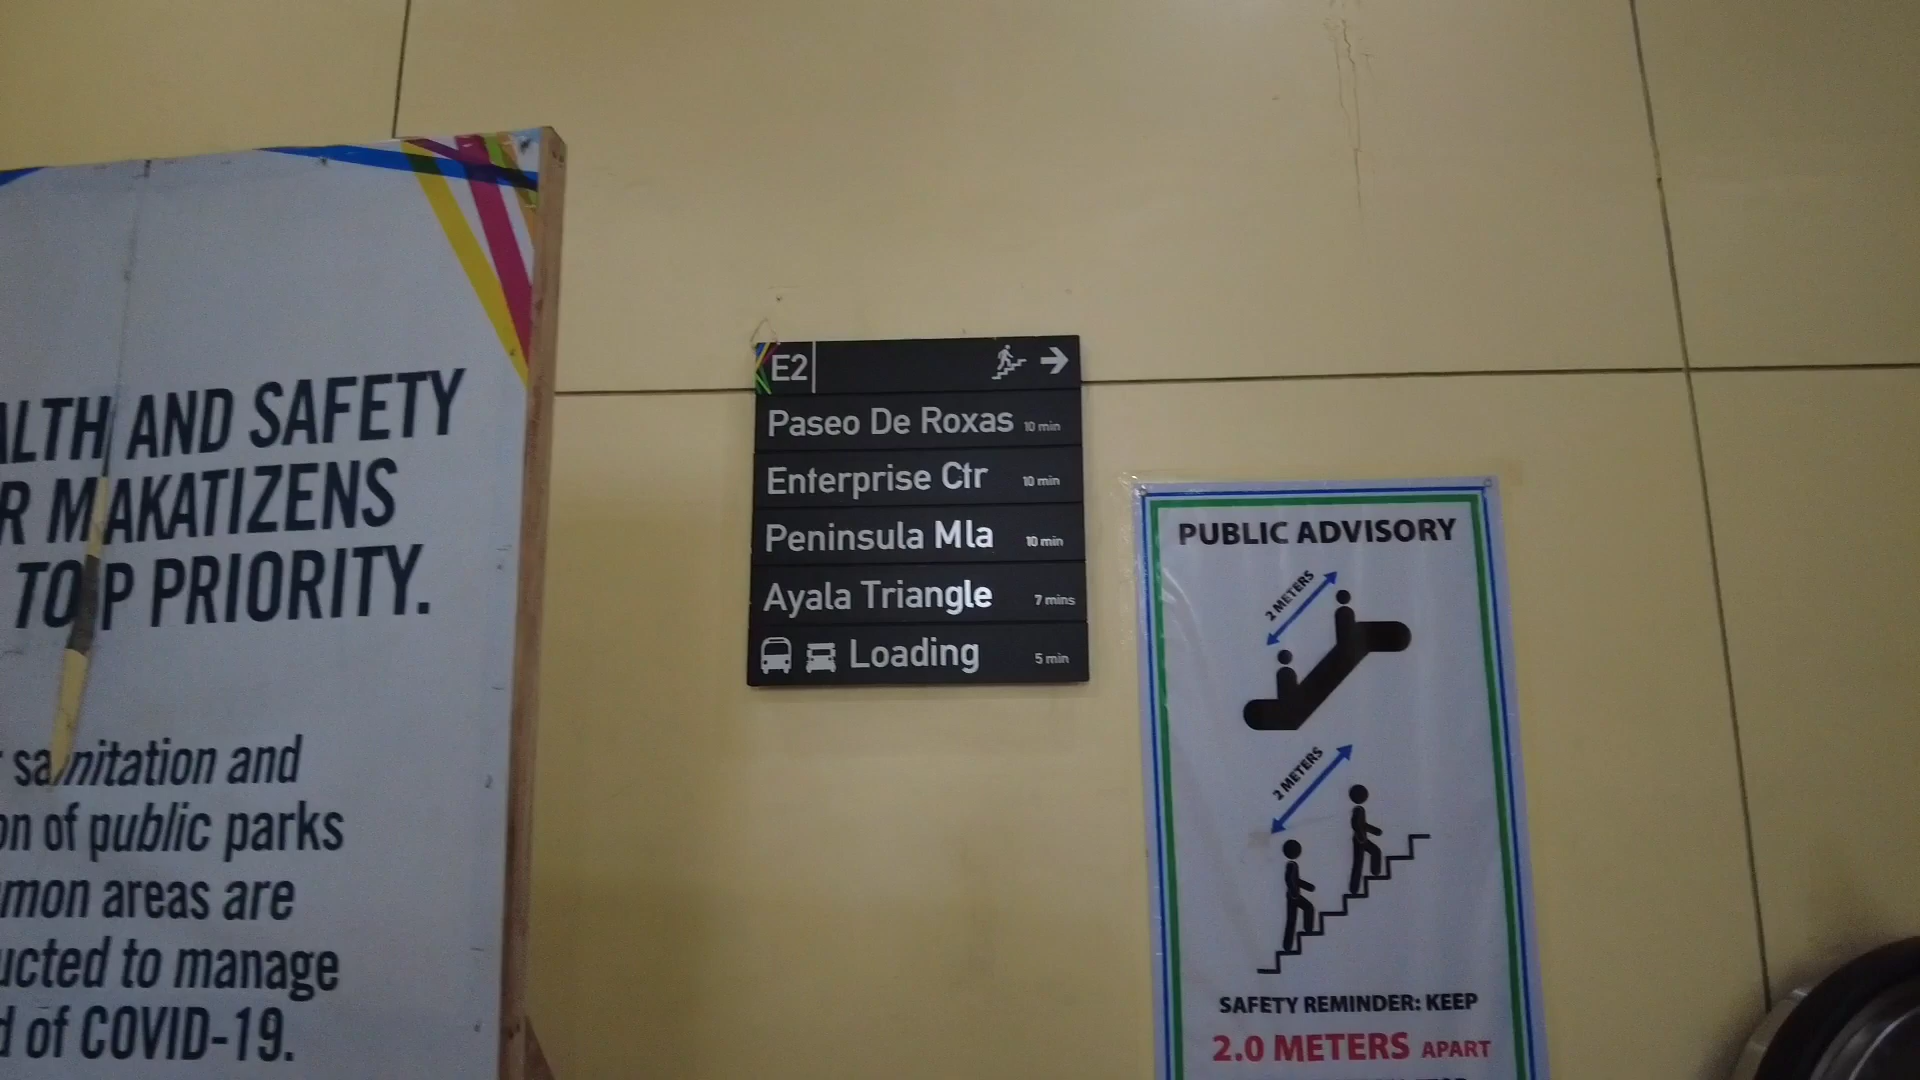 ALTH AND SAFETY
R MAKATIZENS
TOP PRIORITY.
sanitation and
on of public parks
mon areas are
ucted to manage
d of COVID-19.
E2
Paseo De Roxas 10 min
Enterprise Ctr 10 min
Peninsula Mla 10 min
Ayala Triangle 7 mins
Loading 5 min
PUBLIC ADVISORY
2 METERS
2 METERS
SAFETY REMINDER: KEEP
2.0 METERS APART